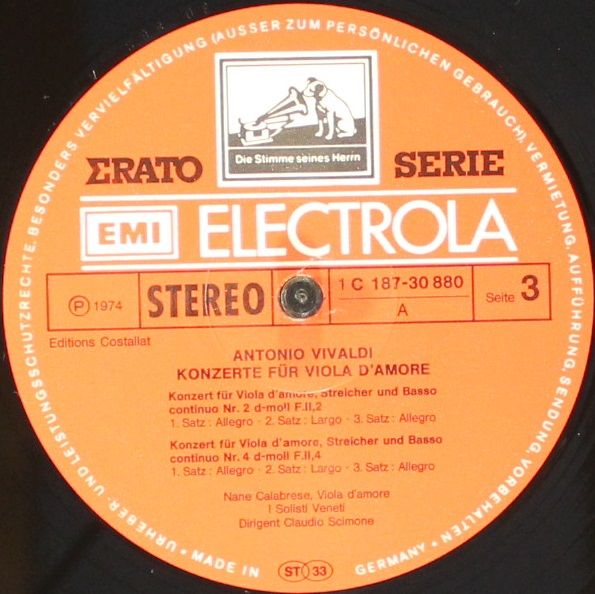 URHEBER- UND LEISTUNGSSCHUTZRECHTE, BESONDERS VERVIELFÄLTIGUNG (AUSSER ZUM PERSÖNLICHEN GEBRAUCH), VERMIETUNG, AUFFÜHRUNG, SENDUNG, VORBEHALTEN • GERMANY
• MADE IN
Die Stimme seines Herrn
ΣRATO SERIE
EMI ELECTROLA
Ⓟ 1974 STEREO 1 C 187-30 880 A Seite 3
Editions Costallat
ANTONIO VIVALDI
KONZERTE FÜR VIOLA D'AMORE
Konzert für Viola d'amore, Streicher und Basso
continuo Nr. 2 d-moll F.II,2
1. Satz: Allegro · 2. Satz: Largo · 3. Satz: Allegro
Konzert für Viola d'amore, Streicher und Basso
continuo Nr. 4 d-moll F.II,4
1. Satz: Allegro · 2. Satz: Largo · 3. Satz: Allegro
Nane Calabrese, Viola d'amore
I Solisti Veneti
Dirigent Claudio Scimone
ST 33